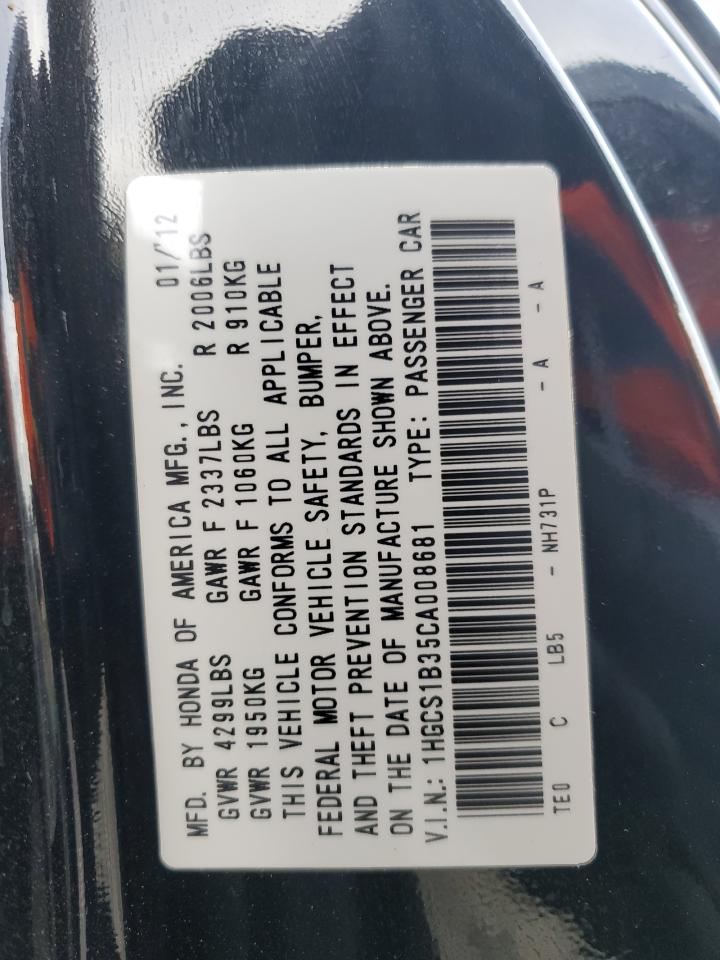 MFD. BY HONDA OF AMERICA MFG., INC. 01/'12
GVWR 4299LBS GAWR F 2337LBS R 2006LBS
GVWR 1950KG GAWR F 1060KG R 910KG
THIS VEHICLE CONFORMS TO ALL APPLICABLE
FEDERAL MOTOR VEHICLE SAFETY, BUMPER,
AND THEFT PREVENTION STANDARDS IN EFFECT
ON THE DATE OF MANUFACTURE SHOWN ABOVE.
V.I.N.: 1HGCS1B35CA008681 TYPE: PASSENGER CAR
TE0 C LB5 - NH731P - A - A